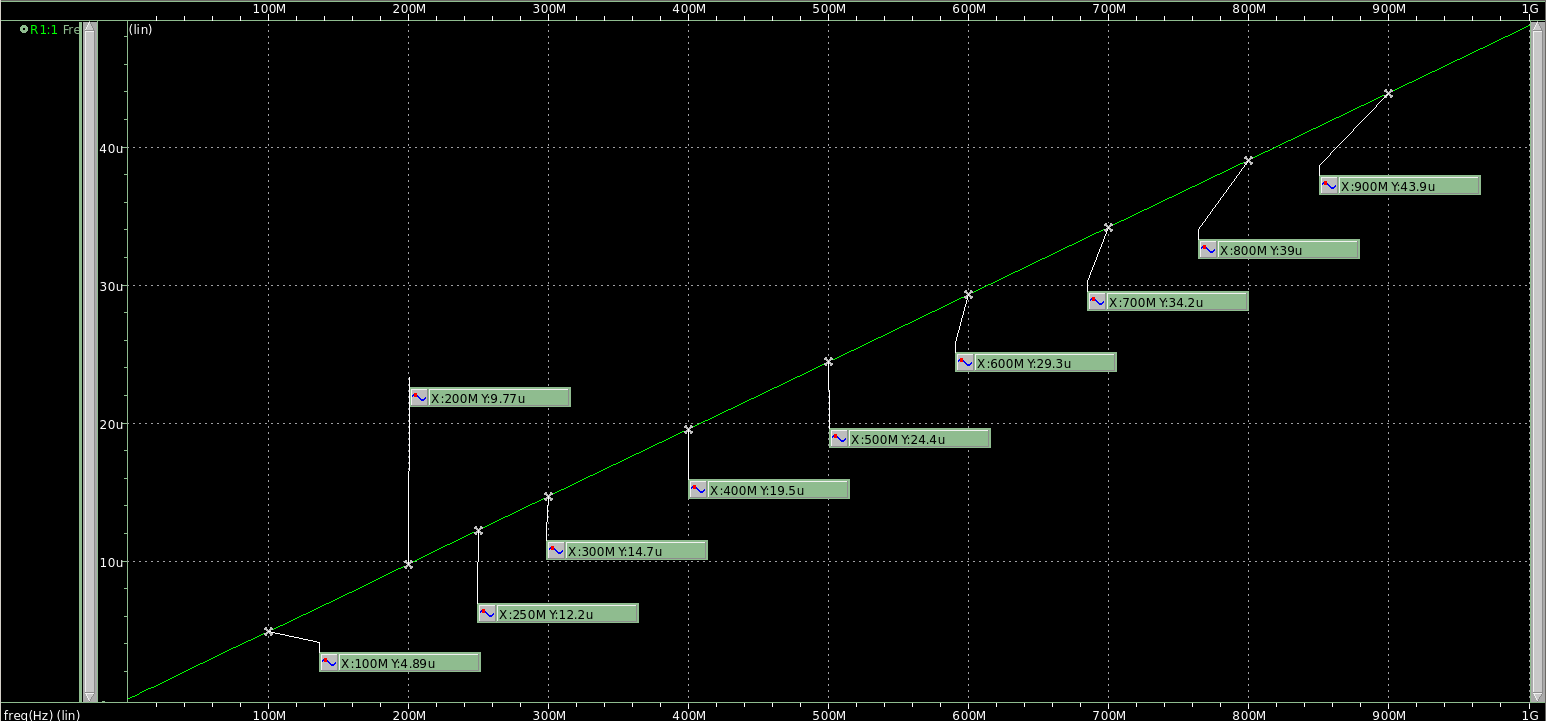 100M 200M 300M 400M 500M 600M 700M 800M 900M 1G
R1:1 Fre
(lin)
40u
X:900M Y:43.9u
X:800M Y:39u
30u
X:700M Y:34.2u
X:600M Y:29.3u
X:200M Y:9.77u
20u
X:500M Y:24.4u
X:400M Y:19.5u
X:300M Y:14.7u
10u
X:250M Y:12.2u
X:100M Y:4.89u
100M 200M 300M 400M 500M 600M 700M 800M 900M 1G
freq(Hz) (lin)